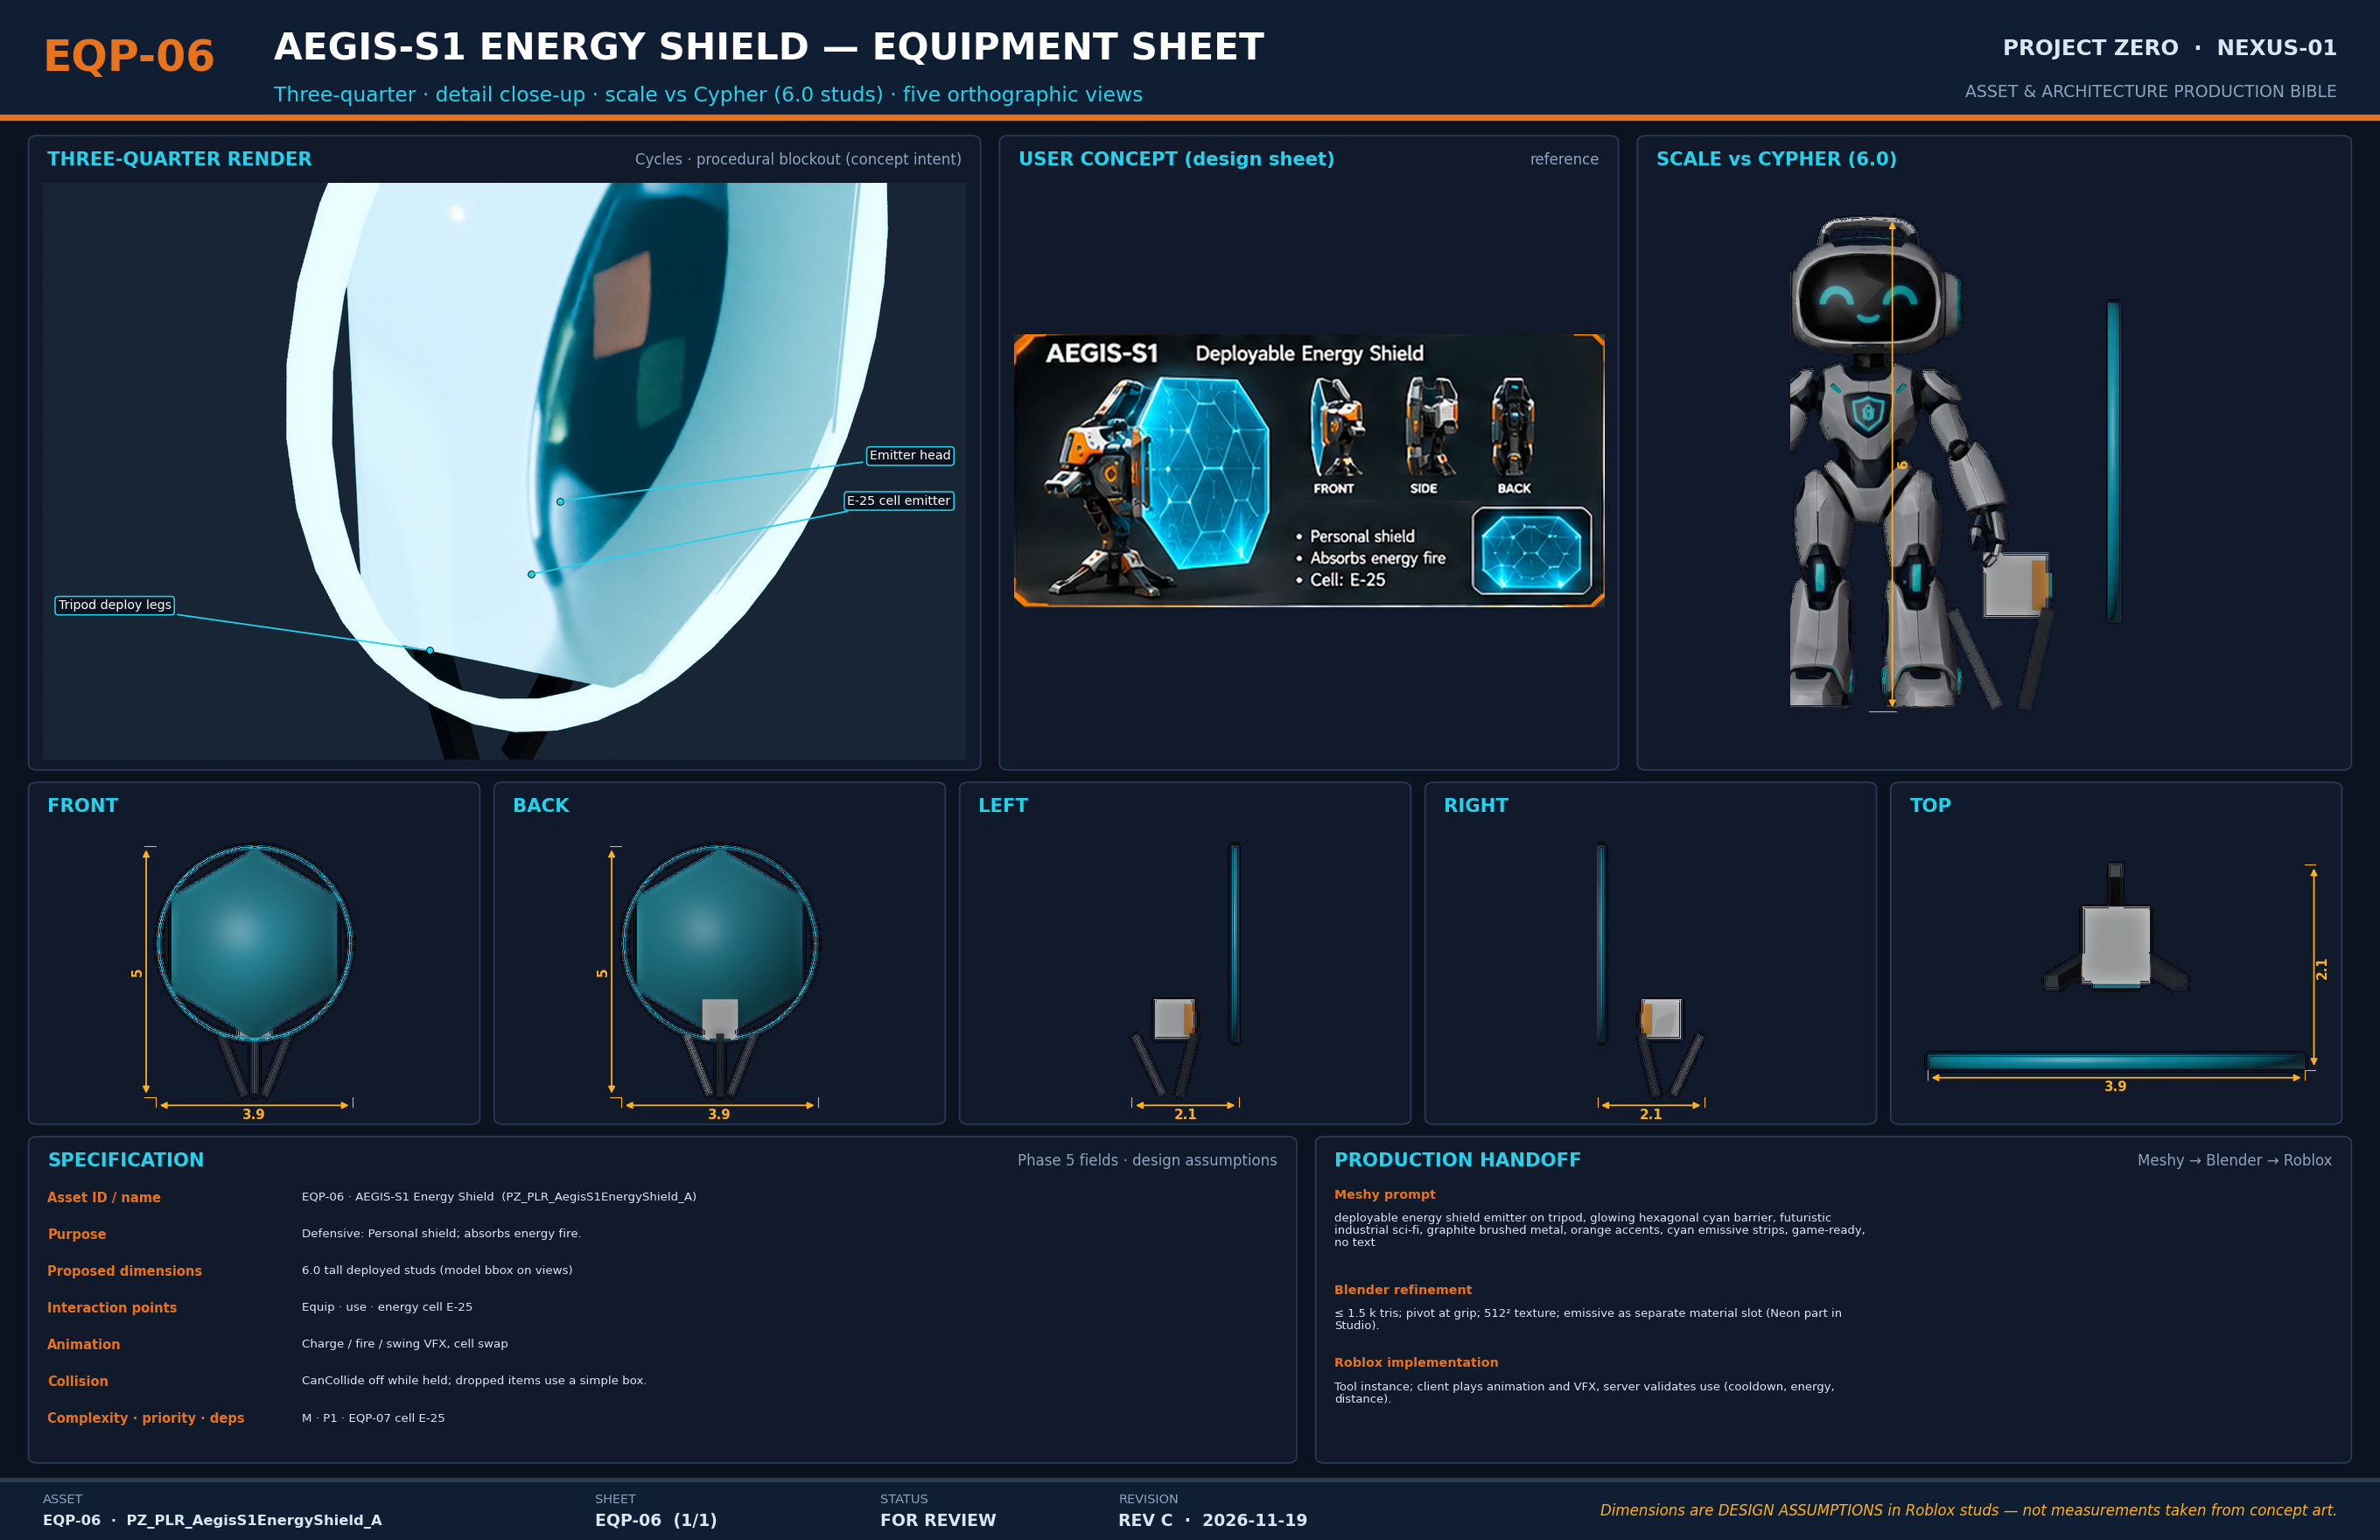 EQP-06
AEGIS-S1 ENERGY SHIELD — EQUIPMENT SHEET
Three-quarter · detail close-up · scale vs Cypher (6.0 studs) · five orthographic views
PROJECT ZERO · NEXUS-01
ASSET & ARCHITECTURE PRODUCTION BIBLE
THREE-QUARTER RENDER
Cycles · procedural blockout (concept intent)
Emitter head
E-25 cell emitter
Tripod deploy legs
USER CONCEPT (design sheet)
reference
AEGIS-S1 Deployable Energy Shield
FRONT SIDE BACK
• Personal shield
• Absorbs energy fire
• Cell: E-25
SCALE vs CYPHER (6.0)
6
FRONT
5
3.9
BACK
5
3.9
LEFT
2.1
RIGHT
2.1
TOP
2.1
3.9
SPECIFICATION
Phase 5 fields · design assumptions
Asset ID / name EQP-06 · AEGIS-S1 Energy Shield (PZ_PLR_AegisS1EnergyShield_A)
Purpose Defensive: Personal shield; absorbs energy fire.
Proposed dimensions 6.0 tall deployed studs (model bbox on views)
Interaction points Equip · use · energy cell E-25
Animation Charge / fire / swing VFX, cell swap
Collision CanCollide off while held; dropped items use a simple box.
Complexity · priority · deps M · P1 · EQP-07 cell E-25
PRODUCTION HANDOFF
Meshy → Blender → Roblox
Meshy prompt
deployable energy shield emitter on tripod, glowing hexagonal cyan barrier, futuristic
industrial sci-fi, graphite brushed metal, orange accents, cyan emissive strips, game-ready,
no text
Blender refinement
≤ 1.5 k tris; pivot at grip; 512² texture; emissive as separate material slot (Neon part in
Studio).
Roblox implementation
Tool instance; client plays animation and VFX, server validates use (cooldown, energy,
distance).
ASSET
EQP-06 · PZ_PLR_AegisS1EnergyShield_A
SHEET
EQP-06 (1/1)
STATUS
FOR REVIEW
REVISION
REV C · 2026-11-19
Dimensions are DESIGN ASSUMPTIONS in Roblox studs — not measurements taken from concept art.